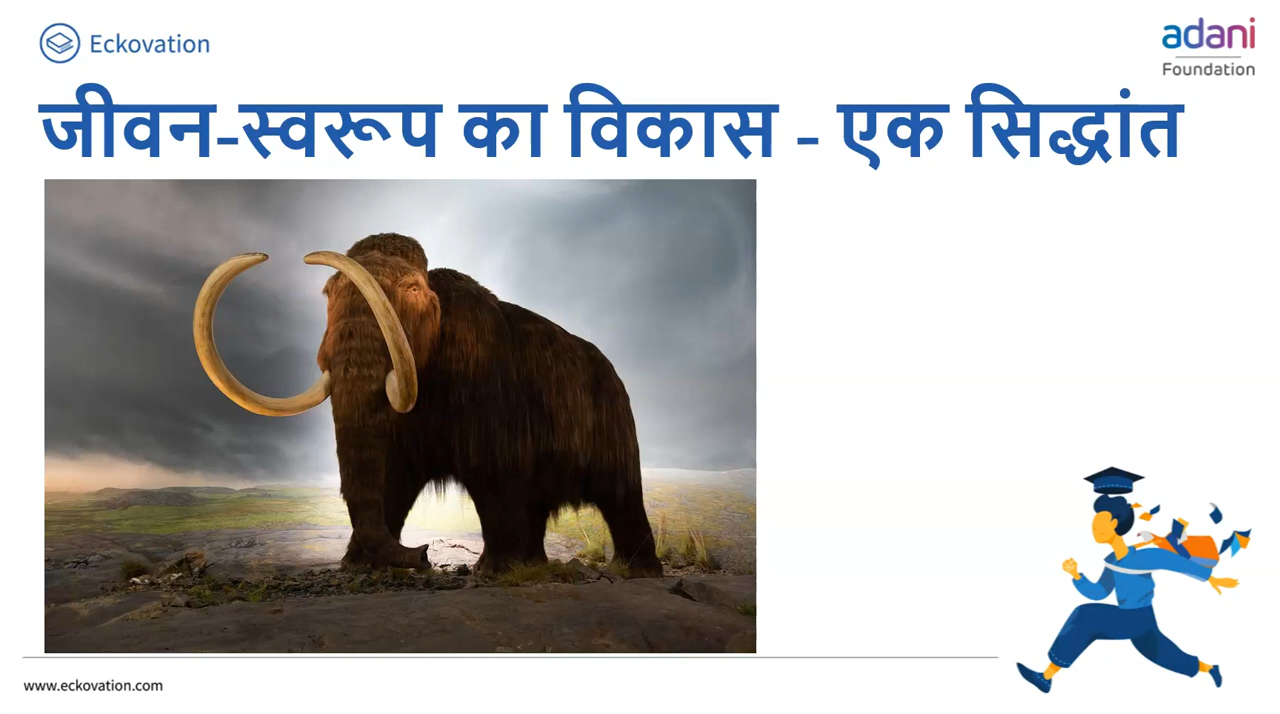 Eckovation
adani
Foundation
जीवन-स्वरूप का विकास - एक सिद्धांत
www.eckovation.com